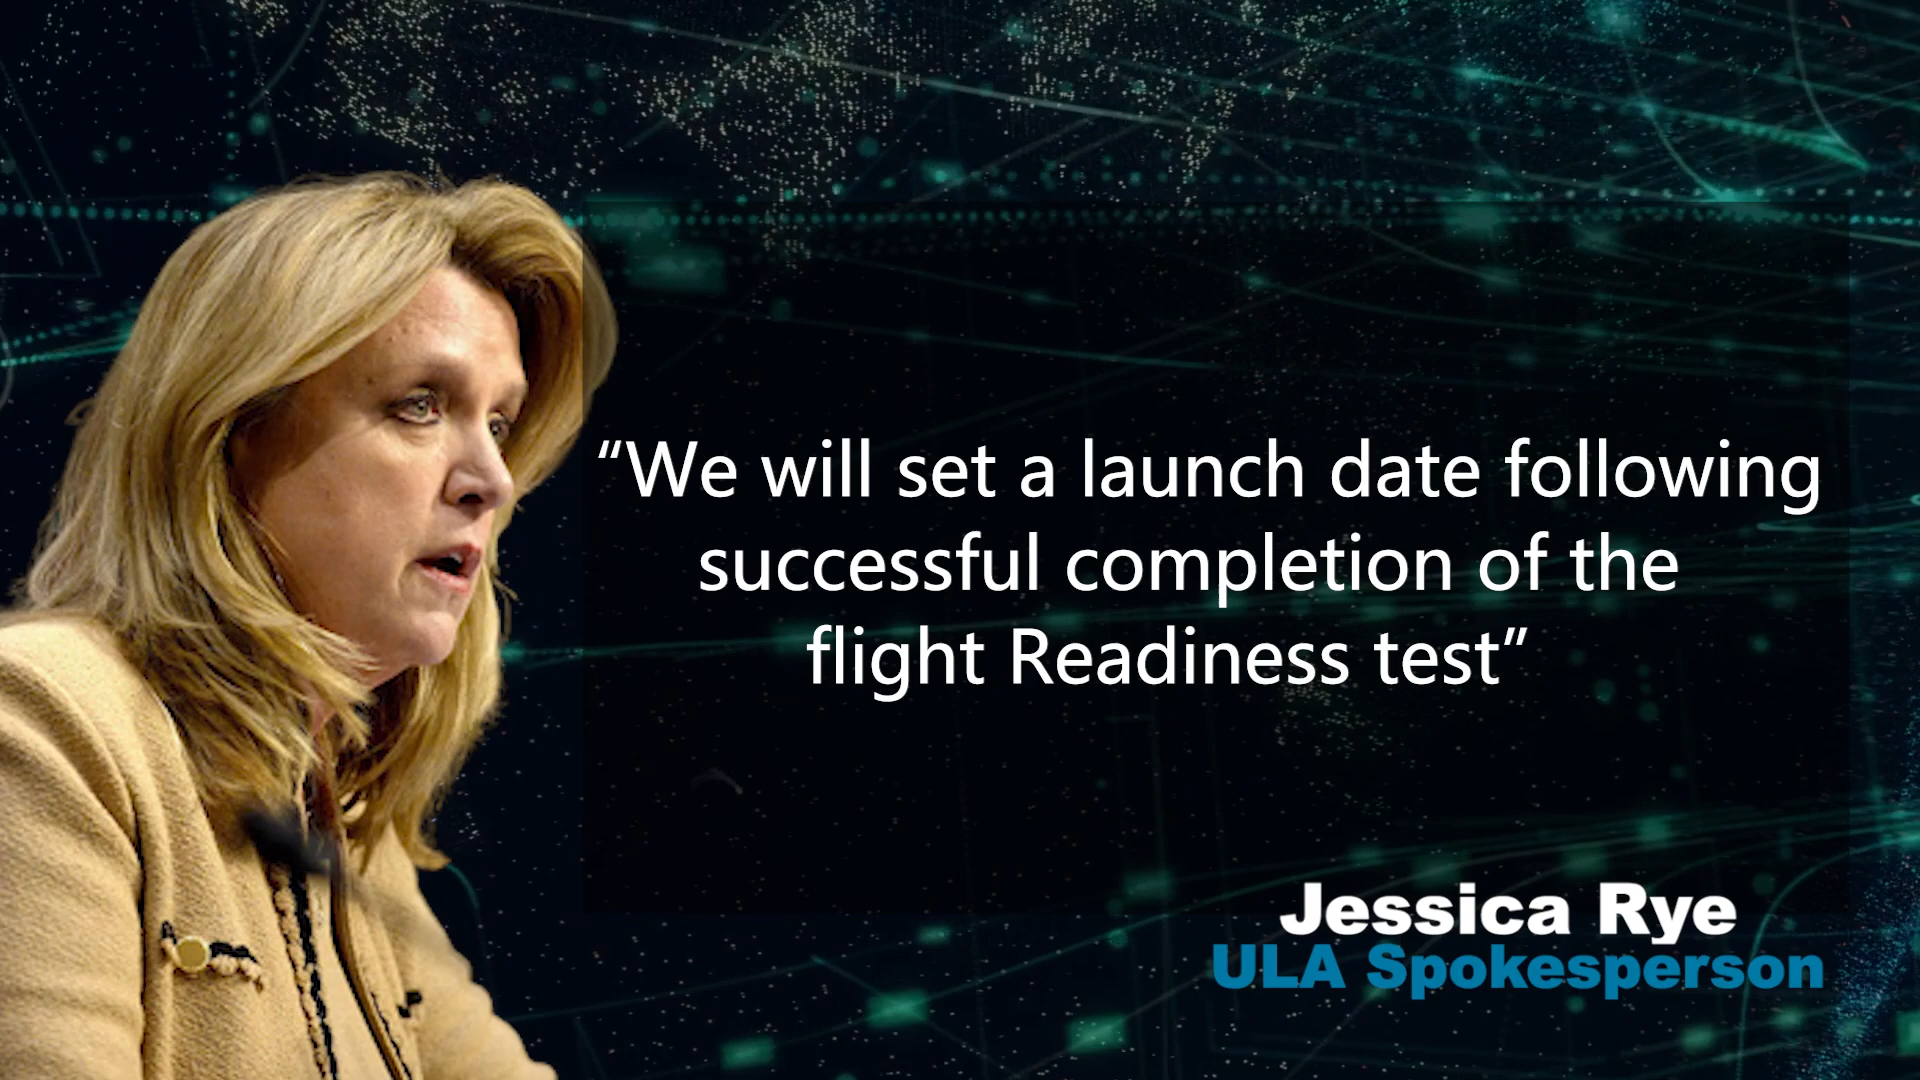 “We will set a launch date following
successful completion of the
flight Readiness test”
Jessica Rye
ULA Spokesperson